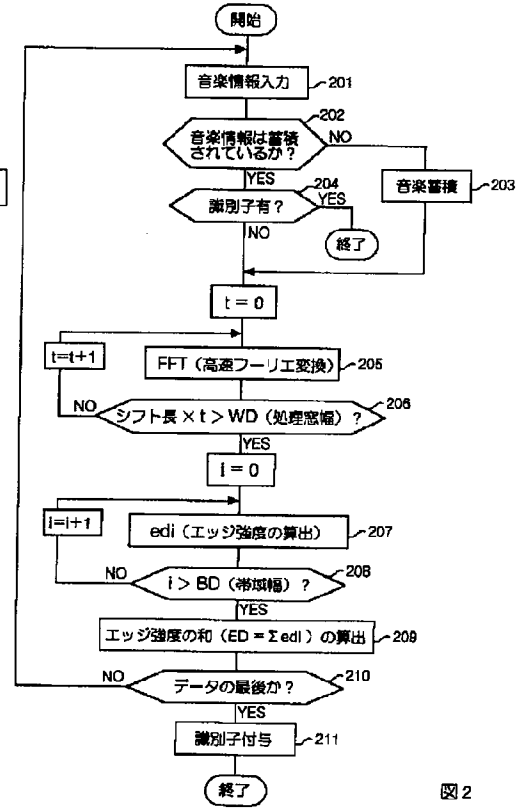 開始
音楽情報入力
201
202
音楽情報は蓄積
されているか？
NO
YES
音楽蓄積
203
204
識別子有？
YES
終了
NO
t = 0
t=t+1
FFT（高速フーリエ変換）
205
206
NO
シフト長 × t > WD（処理窓幅）？
YES
i = 0
i=i+1
edi（エッジ強度の算出）
207
208
NO
i > BD（帯域幅）？
YES
エッジ強度の和（ED = Σedi）の算出
209
NO
データの最後か？
210
YES
識別子付与
211
終了
図2